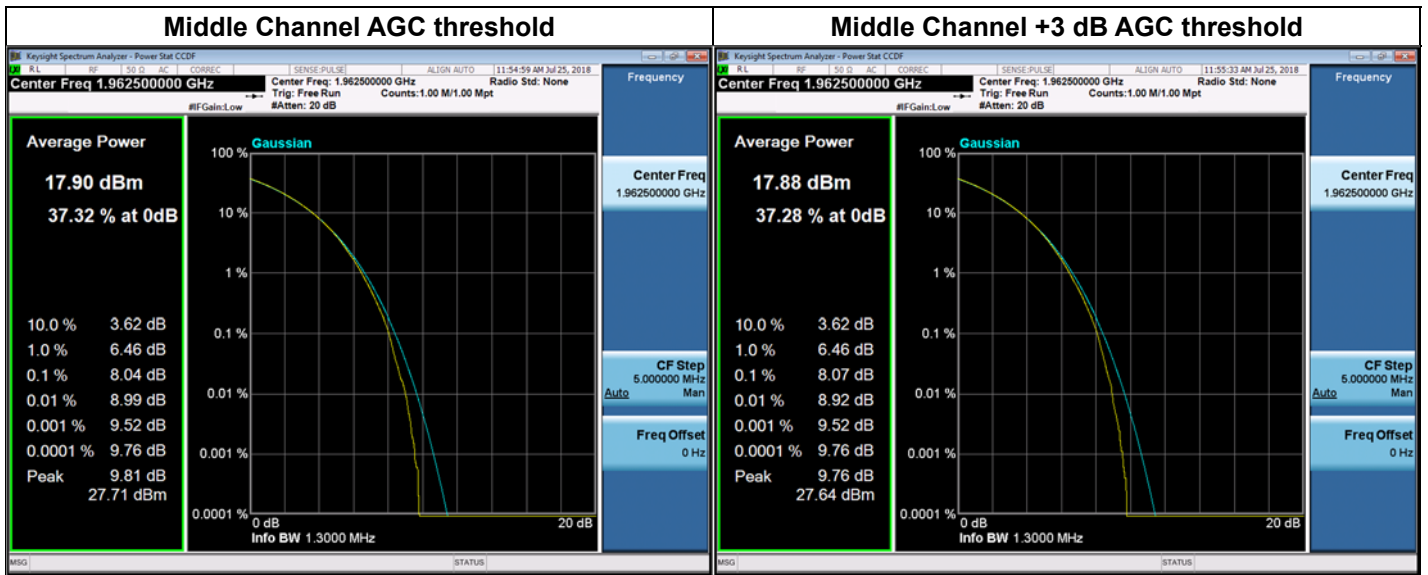 Middle Channel AGC threshold
Keysight Spectrum Analyzer - Power Stat CCDF
RL RF 50 Ω AC CORREC SENSE:PULSE ALIGN AUTO 11:54:59 AM Jul 25, 2018
Center Freq 1.962500000 GHz
Center Freq: 1.962500000 GHz Radio Std: None
Trig: Free Run Counts:1.00 M/1.00 Mpt
#IFGain:Low #Atten: 20 dB
Average Power
17.90 dBm
37.32 % at 0dB
10.0 % 3.62 dB
1.0 % 6.46 dB
0.1 % 8.04 dB
0.01 % 8.99 dB
0.001 % 9.52 dB
0.0001 % 9.76 dB
Peak 9.81 dB
27.71 dBm
Gaussian
100 %
10 %
1 %
0.1 %
0.01 %
0.001 %
0.0001 %
0 dB 20 dB
Info BW 1.3000 MHz
Frequency
Center Freq
1.962500000 GHz
CF Step
5.000000 MHz
Auto Man
Freq Offset
0 Hz
MSG STATUS
Middle Channel +3 dB AGC threshold
Keysight Spectrum Analyzer - Power Stat CCDF
RL RF 50 Ω AC CORREC SENSE:PULSE ALIGN AUTO 11:55:33 AM Jul 25, 2018
Center Freq 1.962500000 GHz
Center Freq: 1.962500000 GHz Radio Std: None
Trig: Free Run Counts:1.00 M/1.00 Mpt
#IFGain:Low #Atten: 20 dB
Average Power
17.88 dBm
37.28 % at 0dB
10.0 % 3.62 dB
1.0 % 6.46 dB
0.1 % 8.07 dB
0.01 % 8.92 dB
0.001 % 9.52 dB
0.0001 % 9.76 dB
Peak 9.76 dB
27.64 dBm
Gaussian
100 %
10 %
1 %
0.1 %
0.01 %
0.001 %
0.0001 %
0 dB 20 dB
Info BW 1.3000 MHz
Frequency
Center Freq
1.962500000 GHz
CF Step
5.000000 MHz
Auto Man
Freq Offset
0 Hz
MSG STATUS